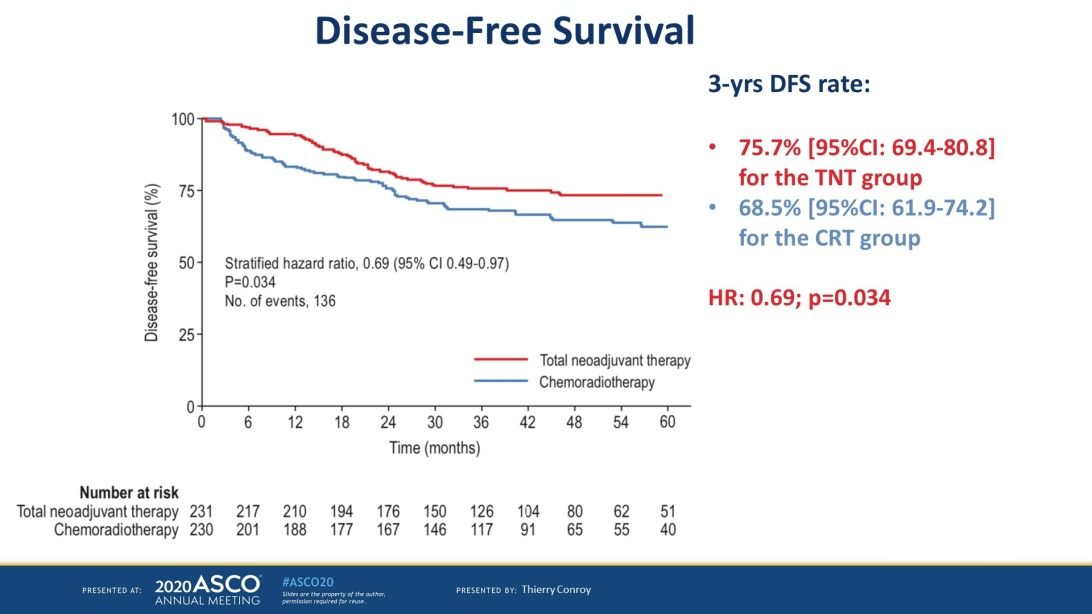 Disease-Free Survival
3-yrs DFS rate:
• 75.7% [95%CI: 69.4-80.8]
for the TNT group
• 68.5% [95%CI: 61.9-74.2]
for the CRT group
HR: 0.69; p=0.034
Disease-free survival (%)
100
75
50
25
0
Stratified hazard ratio, 0.69 (95% CI 0.49-0.97)
P=0.034
No. of events, 136
Total neoadjuvant therapy
Chemoradiotherapy
0 6 12 18 24 30 36 42 48 54 60
Time (months)
Number at risk
Total neoadjuvant therapy 231 217 210 194 176 150 126 104 80 62 51
Chemoradiotherapy 230 201 188 177 167 146 117 91 65 55 40
PRESENTED AT:
2020 ASCO
ANNUAL MEETING
#ASCO20
Slides are the property of the author,
permission required for reuse.
PRESENTED BY: Thierry Conroy